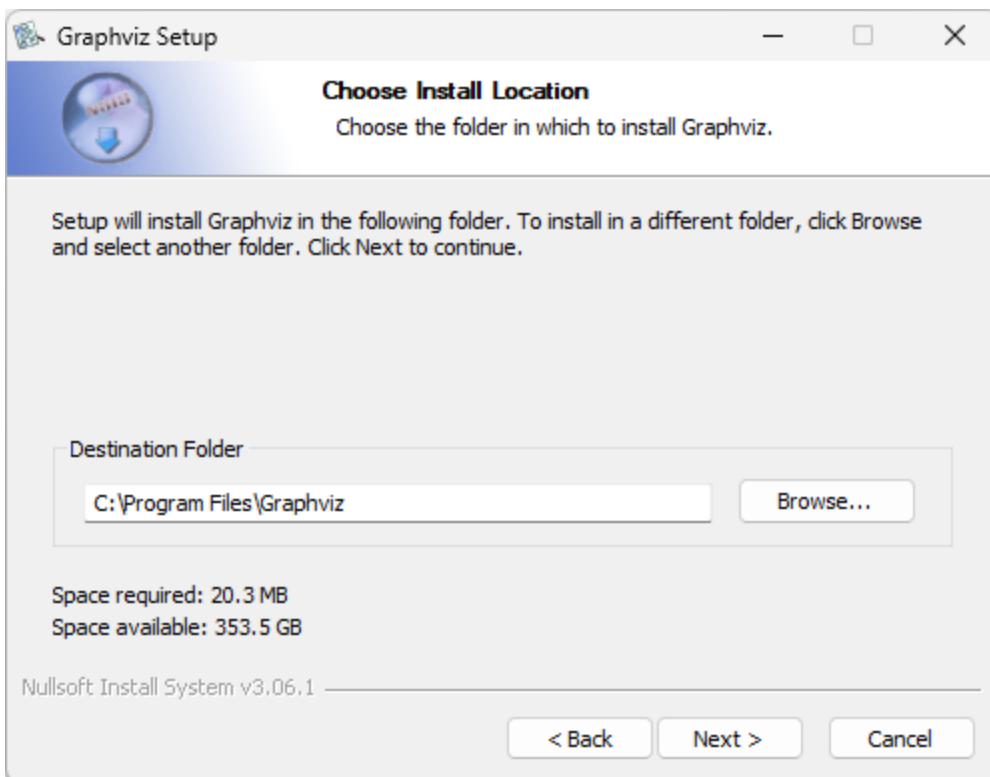 Graphviz Setup
Choose Install Location
Choose the folder in which to install Graphviz.
Setup will install Graphviz in the following folder. To install in a different folder, click Browse
and select another folder. Click Next to continue.
Destination Folder
C:\Program Files\Graphviz
Browse...
Space required: 20.3 MB
Space available: 353.5 GB
Nullsoft Install System v3.06.1
< Back Next > Cancel